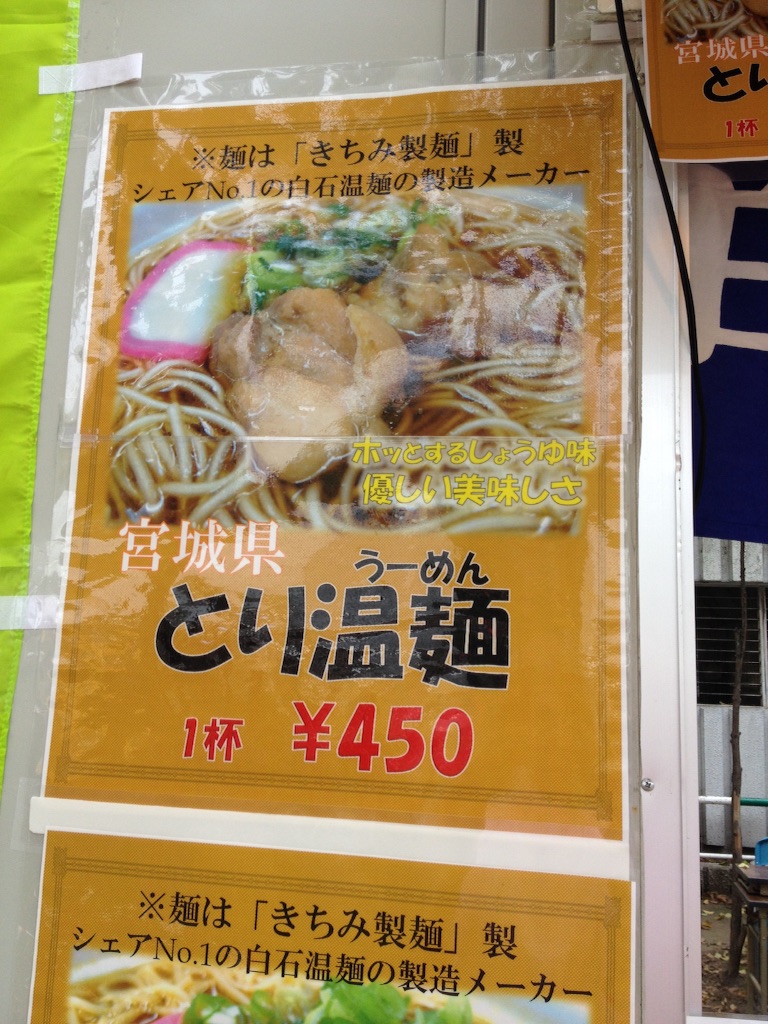 ※麺は「きちみ製麺」製
シェアNo.1の白石温麺の製造メーカー
ホッとするしょうゆ味
優しい美味しさ
宮城県
うーめん
とり温麺
1杯 ¥450
※麺は「きちみ製麺」製
シェアNo.1の白石温麺の製造メーカー
宮城県
とり
1杯